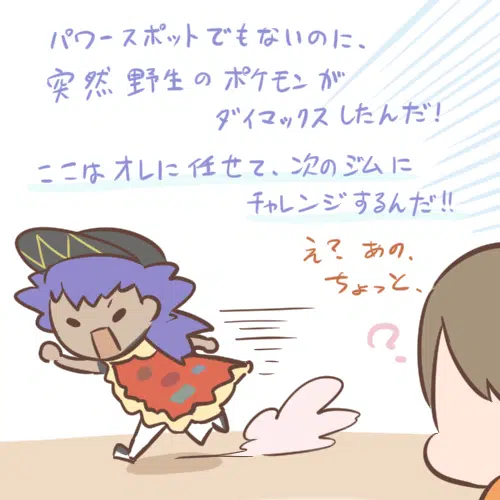 パワースポットでもないのに、
突然野生のポケモンが
ダイマックスしたんだ!
ここはオレに任せて、次のジムに
チャレンジするんだ!!
え?あの、
ちょっと、
?